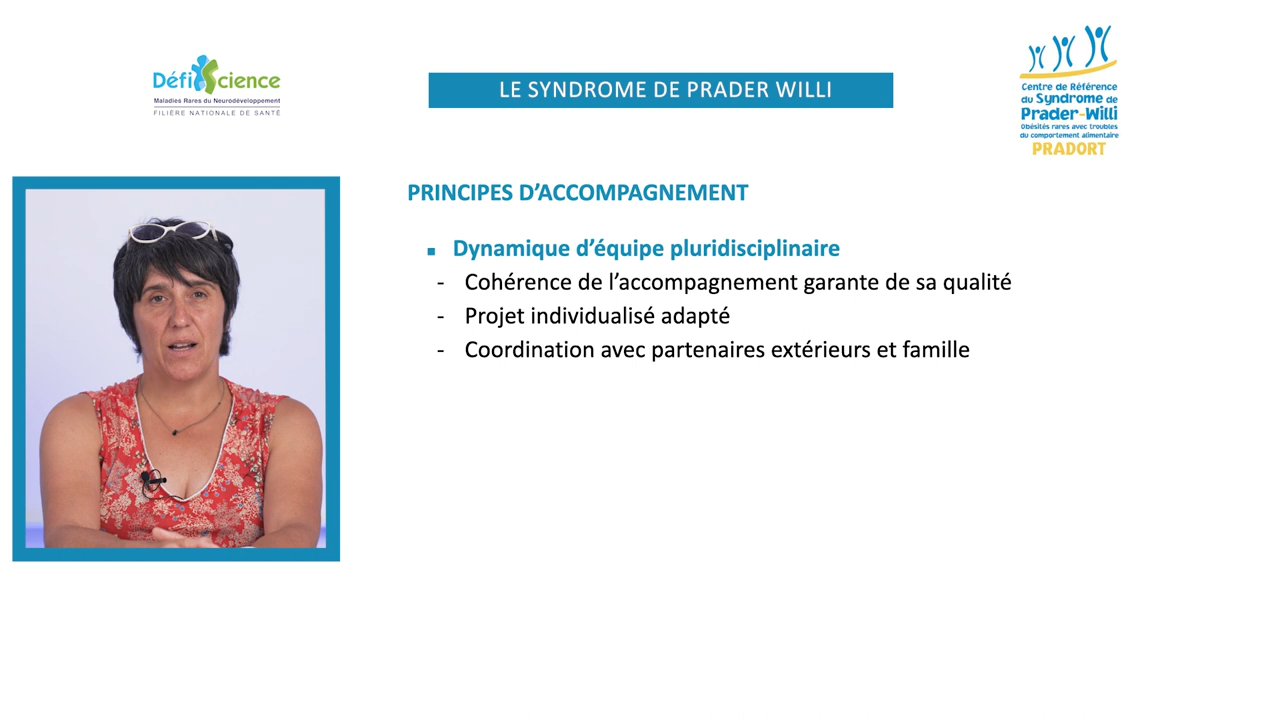 Défi Science
Maladies Rares du Neurodéveloppement
FILIÈRE NATIONALE DE SANTÉ
LE SYNDROME DE PRADER WILLI
Centre de Référence
du Syndrome de
Prader-Willi
Obésités rares avec troubles
du comportement alimentaire
PRADORT
PRINCIPES D’ACCOMPAGNEMENT
▪ Dynamique d’équipe pluridisciplinaire
- Cohérence de l’accompagnement garante de sa qualité
- Projet individualisé adapté
- Coordination avec partenaires extérieurs et famille